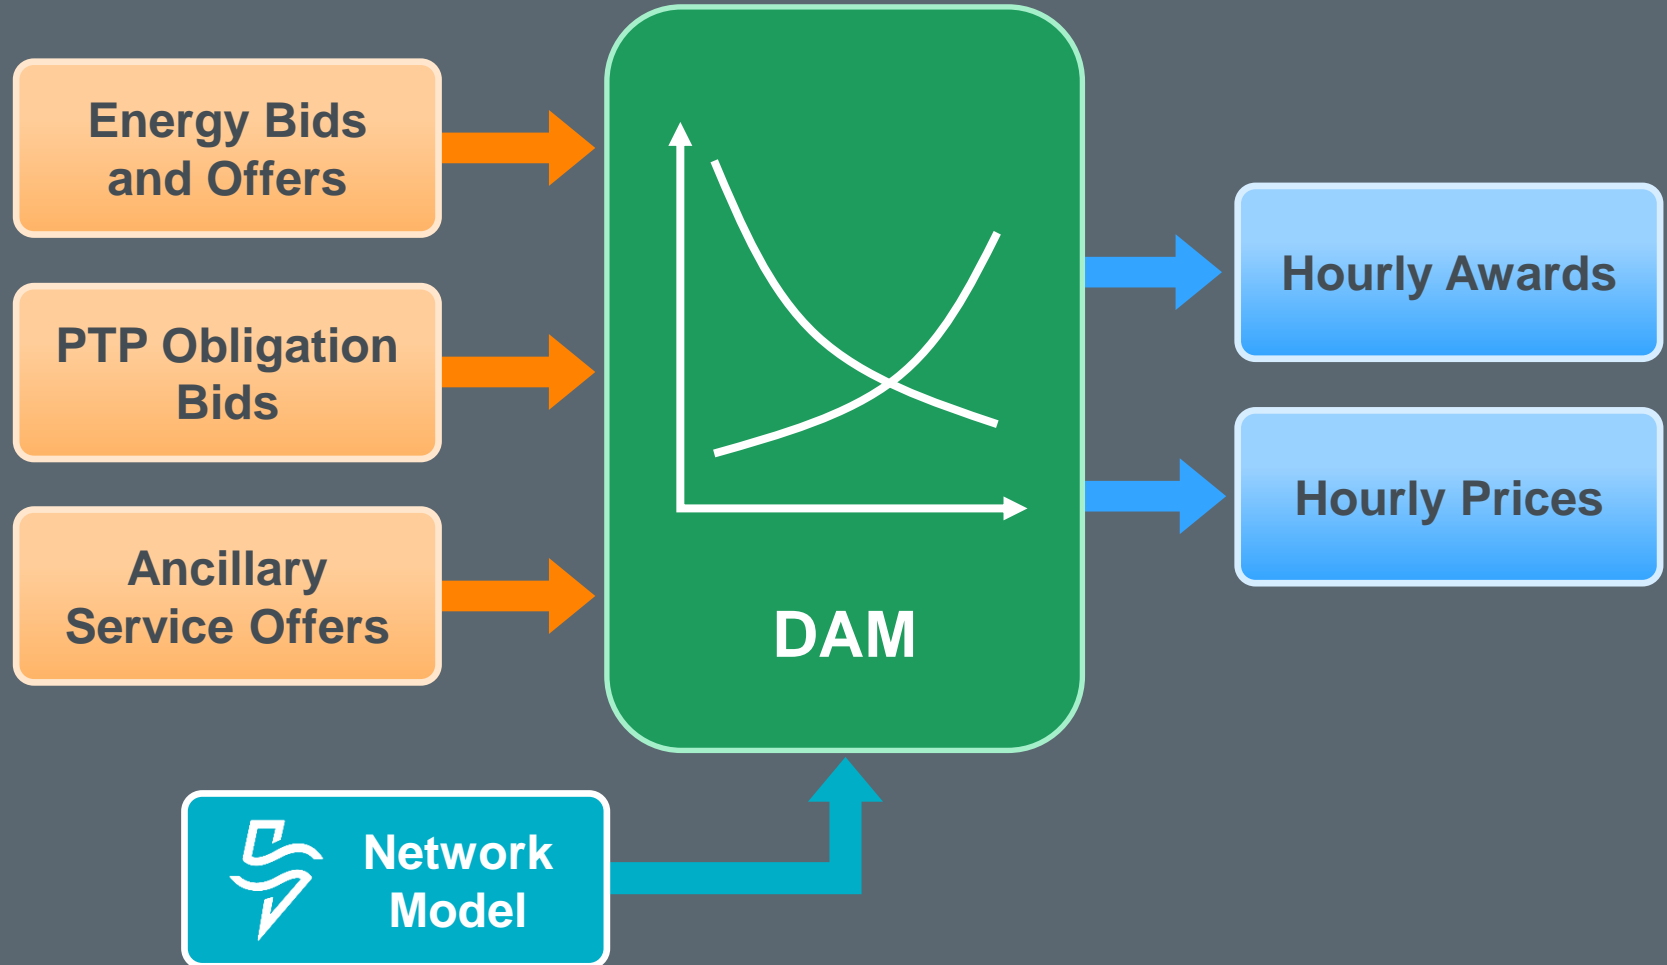 Energy Bids
and Offers
PTP Obligation
Bids
Ancillary
Service Offers
DAM
Network
Model
Hourly Awards
Hourly Prices